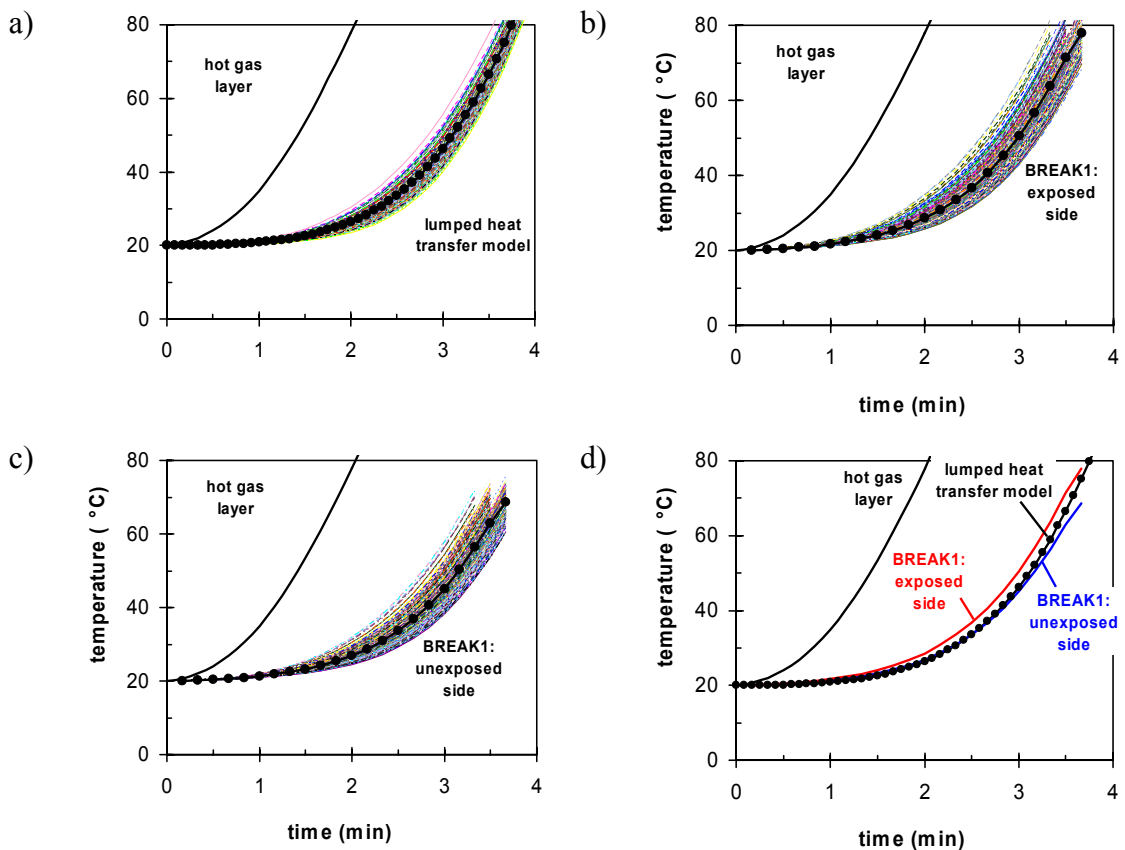 a)
80
60
40
20
0
hot gas
layer
lumped heat
transfer model
0 1 2 3 4
b)
temperature ( °C)
80
60
40
20
0
hot gas
layer
BREAK1:
exposed
side
0 1 2 3 4
time (min)
c)
temperature ( °C)
80
60
40
20
0
hot gas
layer
BREAK1:
unexposed
side
0 1 2 3 4
time (min)
d)
temperature ( °C)
80
60
40
20
0
hot gas
layer
lumped heat
transfer model
BREAK1:
exposed
side
BREAK1:
unexposed
side
0 1 2 3 4
time (min)